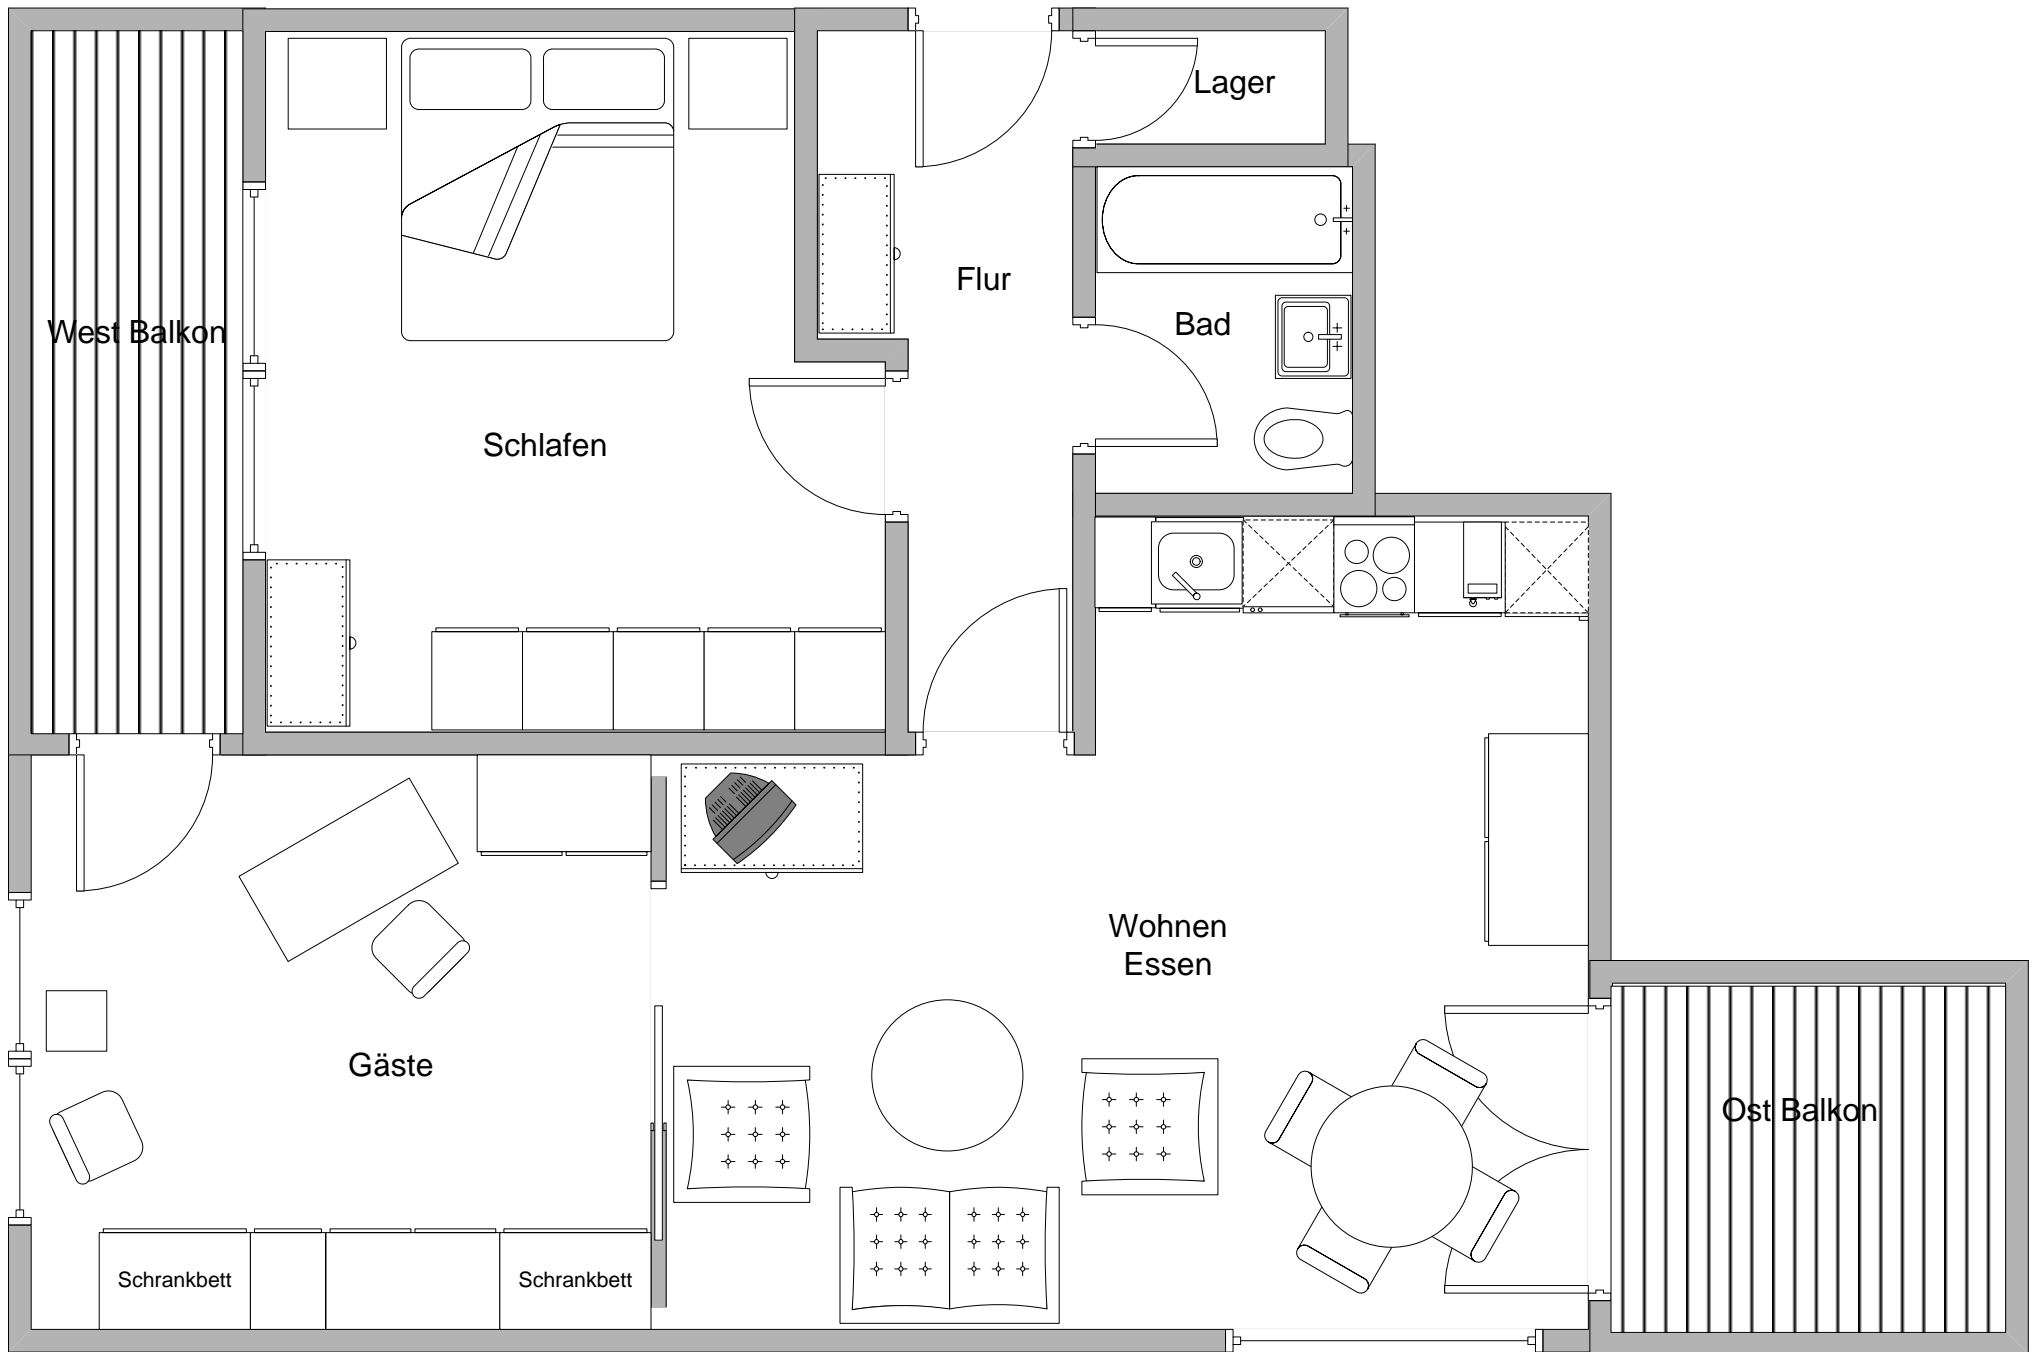 Lager
Flur
Bad
West Balkon
Schlafen
Wohnen
Essen
Gäste
Ost Balkon
Schrankbett
Schrankbett